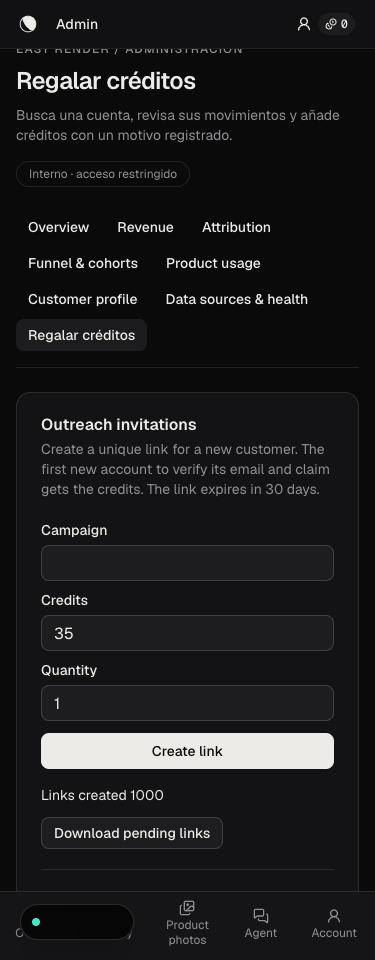 Admin
0
EAST RENDER / ADMINISTRACIÓN
Regalar créditos
Busca una cuenta, revisa sus movimientos y añade
créditos con un motivo registrado.
Interno · acceso restringido
Overview Revenue Attribution
Funnel & cohorts Product usage
Customer profile Data sources & health
Regalar créditos
Outreach invitations
Create a unique link for a new customer. The
first new account to verify its email and claim
gets the credits. The link expires in 30 days.
Campaign
Credits
35
Quantity
1
Create link
Links created 1000
Download pending links
Product
photos
Agent
Account